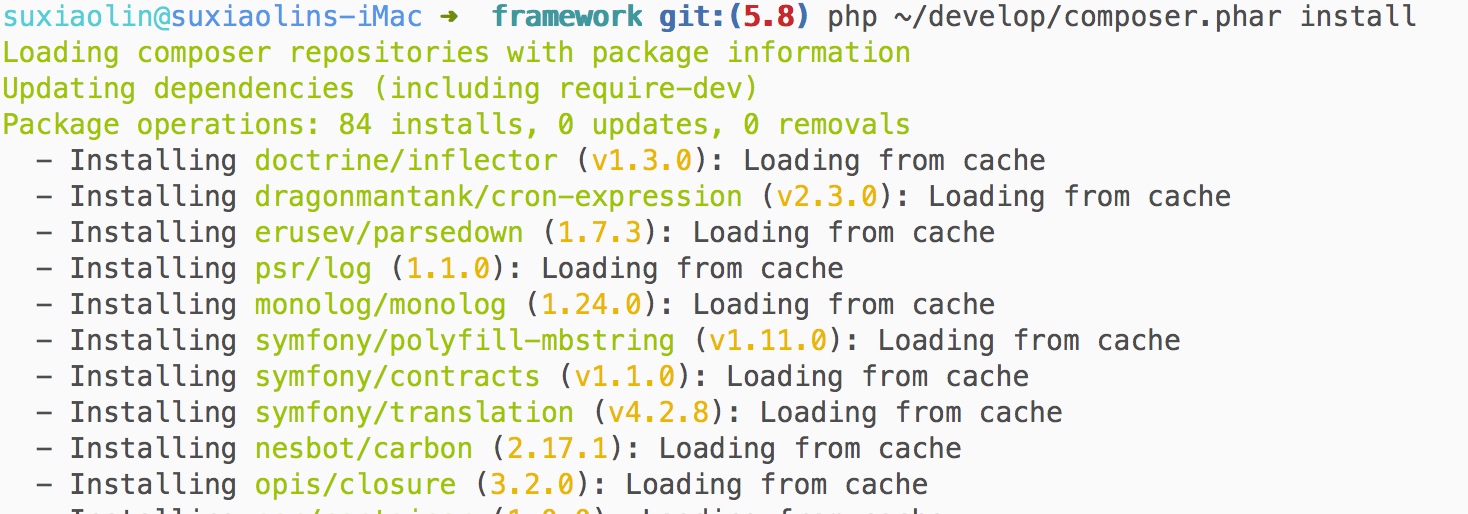 suxiaolin@suxiaolins-iMac ➜  framework git:(5.8) php ~/develop/composer.phar install
Loading composer repositories with package information
Updating dependencies (including require-dev)
Package operations: 84 installs, 0 updates, 0 removals
  - Installing doctrine/inflector (v1.3.0): Loading from cache
  - Installing dragonmantank/cron-expression (v2.3.0): Loading from cache
  - Installing erusev/parsedown (1.7.3): Loading from cache
  - Installing psr/log (1.1.0): Loading from cache
  - Installing monolog/monolog (1.24.0): Loading from cache
  - Installing symfony/polyfill-mbstring (v1.11.0): Loading from cache
  - Installing symfony/contracts (v1.1.0): Loading from cache
  - Installing symfony/translation (v4.2.8): Loading from cache
  - Installing nesbot/carbon (2.17.1): Loading from cache
  - Installing opis/closure (3.2.0): Loading from cache